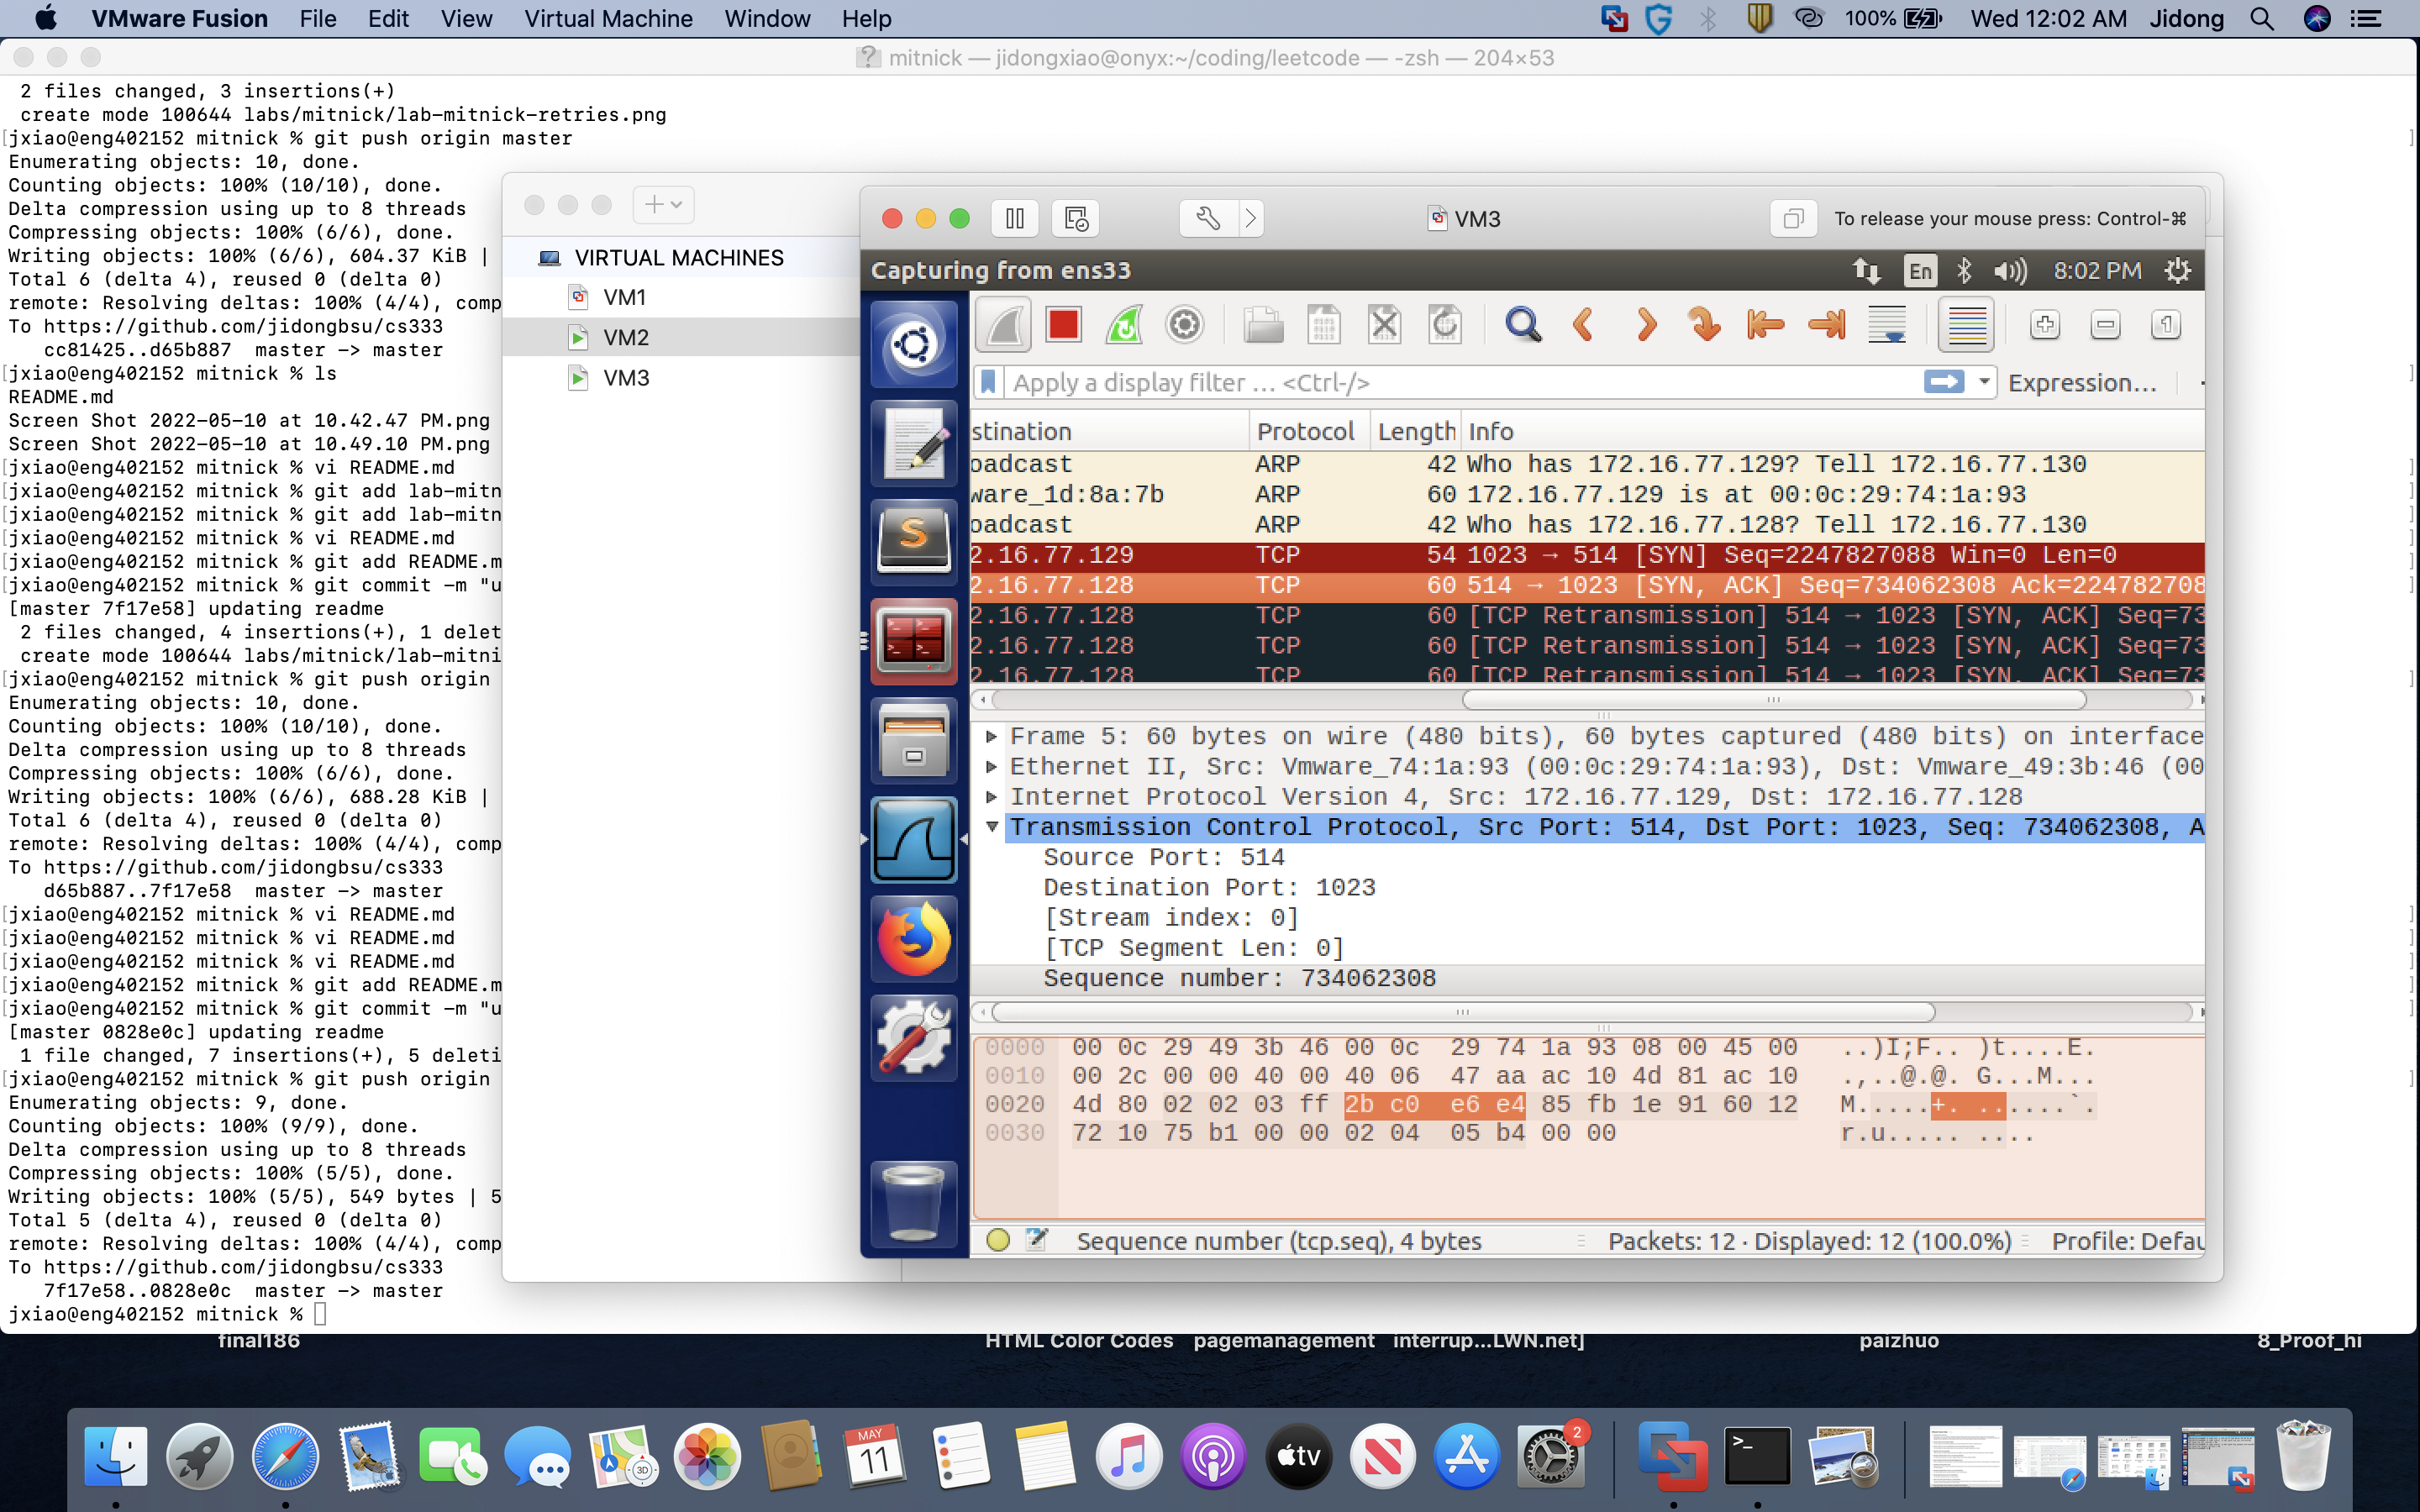 VMware Fusion File Edit View Virtual Machine Window Help 100% Wed 12:02 AM Jidong
mitnick — jidongxiao@onyx:~/coding/leetcode — -zsh — 204×53
2 files changed, 3 insertions(+)
create mode 100644 labs/mitnick/lab-mitnick-retries.png
[jxiao@eng402152 mitnick % git push origin master ]
Enumerating objects: 10, done.
Counting objects: 100% (10/10), done.
Delta compression using up to 8 threads
Compressing objects: 100% (6/6), done.
Writing objects: 100% (6/6), 604.37 KiB |
Total 6 (delta 4), reused 0 (delta 0)
remote: Resolving deltas: 100% (4/4), comp
To https://github.com/jidongbsu/cs333
cc81425..d65b887 master -> master
[jxiao@eng402152 mitnick % ls ]
README.md
Screen Shot 2022-05-10 at 10.42.47 PM.png
Screen Shot 2022-05-10 at 10.49.10 PM.png
[jxiao@eng402152 mitnick % vi README.md ]
[jxiao@eng402152 mitnick % git add lab-mitn ]
[jxiao@eng402152 mitnick % git add lab-mitn ]
[jxiao@eng402152 mitnick % vi README.md ]
[jxiao@eng402152 mitnick % git add README.m ]
[jxiao@eng402152 mitnick % git commit -m "u ]
[master 7f17e58] updating readme
2 files changed, 4 insertions(+), 1 delet
create mode 100644 labs/mitnick/lab-mitni
[jxiao@eng402152 mitnick % git push origin ]
Enumerating objects: 10, done.
Counting objects: 100% (10/10), done.
Delta compression using up to 8 threads
Compressing objects: 100% (6/6), done.
Writing objects: 100% (6/6), 688.28 KiB |
Total 6 (delta 4), reused 0 (delta 0)
remote: Resolving deltas: 100% (4/4), comp
To https://github.com/jidongbsu/cs333
d65b887..7f17e58 master -> master
[jxiao@eng402152 mitnick % vi README.md ]
[jxiao@eng402152 mitnick % vi README.md ]
[jxiao@eng402152 mitnick % vi README.md ]
[jxiao@eng402152 mitnick % git add README.m ]
[jxiao@eng402152 mitnick % git commit -m "u ]
[master 0828e0c] updating readme
1 file changed, 7 insertions(+), 5 deleti
[jxiao@eng402152 mitnick % git push origin ]
Enumerating objects: 9, done.
Counting objects: 100% (9/9), done.
Delta compression using up to 8 threads
Compressing objects: 100% (5/5), done.
Writing objects: 100% (5/5), 549 bytes | 5
Total 5 (delta 4), reused 0 (delta 0)
remote: Resolving deltas: 100% (4/4), comp
To https://github.com/jidongbsu/cs333
7f17e58..0828e0c master -> master
jxiao@eng402152 mitnick %
VIRTUAL MACHINES
VM1
VM2
VM3
VM3 To release your mouse press: Control-⌘
Capturing from ens33 En 8:02 PM
Apply a display filter ... <Ctrl-/> Expression...
stination Protocol Length Info
oadcast ARP 42 Who has 172.16.77.129? Tell 172.16.77.130
ware_1d:8a:7b ARP 60 172.16.77.129 is at 00:0c:29:74:1a:93
oadcast ARP 42 Who has 172.16.77.128? Tell 172.16.77.130
2.16.77.129 TCP 54 1023 → 514 [SYN] Seq=2247827088 Win=0 Len=0
2.16.77.128 TCP 60 514 → 1023 [SYN, ACK] Seq=734062308 Ack=224782708
2.16.77.128 TCP 60 [TCP Retransmission] 514 → 1023 [SYN, ACK] Seq=73
2.16.77.128 TCP 60 [TCP Retransmission] 514 → 1023 [SYN, ACK] Seq=73
2.16.77.128 TCP 60 [TCP Retransmission] 514 → 1023 [SYN, ACK] Seq=73
Frame 5: 60 bytes on wire (480 bits), 60 bytes captured (480 bits) on interface
Ethernet II, Src: Vmware_74:1a:93 (00:0c:29:74:1a:93), Dst: Vmware_49:3b:46 (00
Internet Protocol Version 4, Src: 172.16.77.129, Dst: 172.16.77.128
Transmission Control Protocol, Src Port: 514, Dst Port: 1023, Seq: 734062308, A
Source Port: 514
Destination Port: 1023
[Stream index: 0]
[TCP Segment Len: 0]
Sequence number: 734062308
0000 00 0c 29 49 3b 46 00 0c 29 74 1a 93 08 00 45 00 ..)I;F.. )t....E.
0010 00 2c 00 00 40 00 40 06 47 aa ac 10 4d 81 ac 10 .,..@.@. G...M...
0020 4d 80 02 02 03 ff 2b c0 e6 e4 85 fb 1e 91 60 12 M.....+. ......`.
0030 72 10 75 b1 00 00 02 04 05 b4 00 00 r.u..... ....
Sequence number (tcp.seq), 4 bytes Packets: 12 · Displayed: 12 (100.0%) Profile: Defau
final186 HTML Color Codes pagemanagement interrup...LWN.net] paizhuo 8_Proof_hi
MAY
11
3D
tv
2